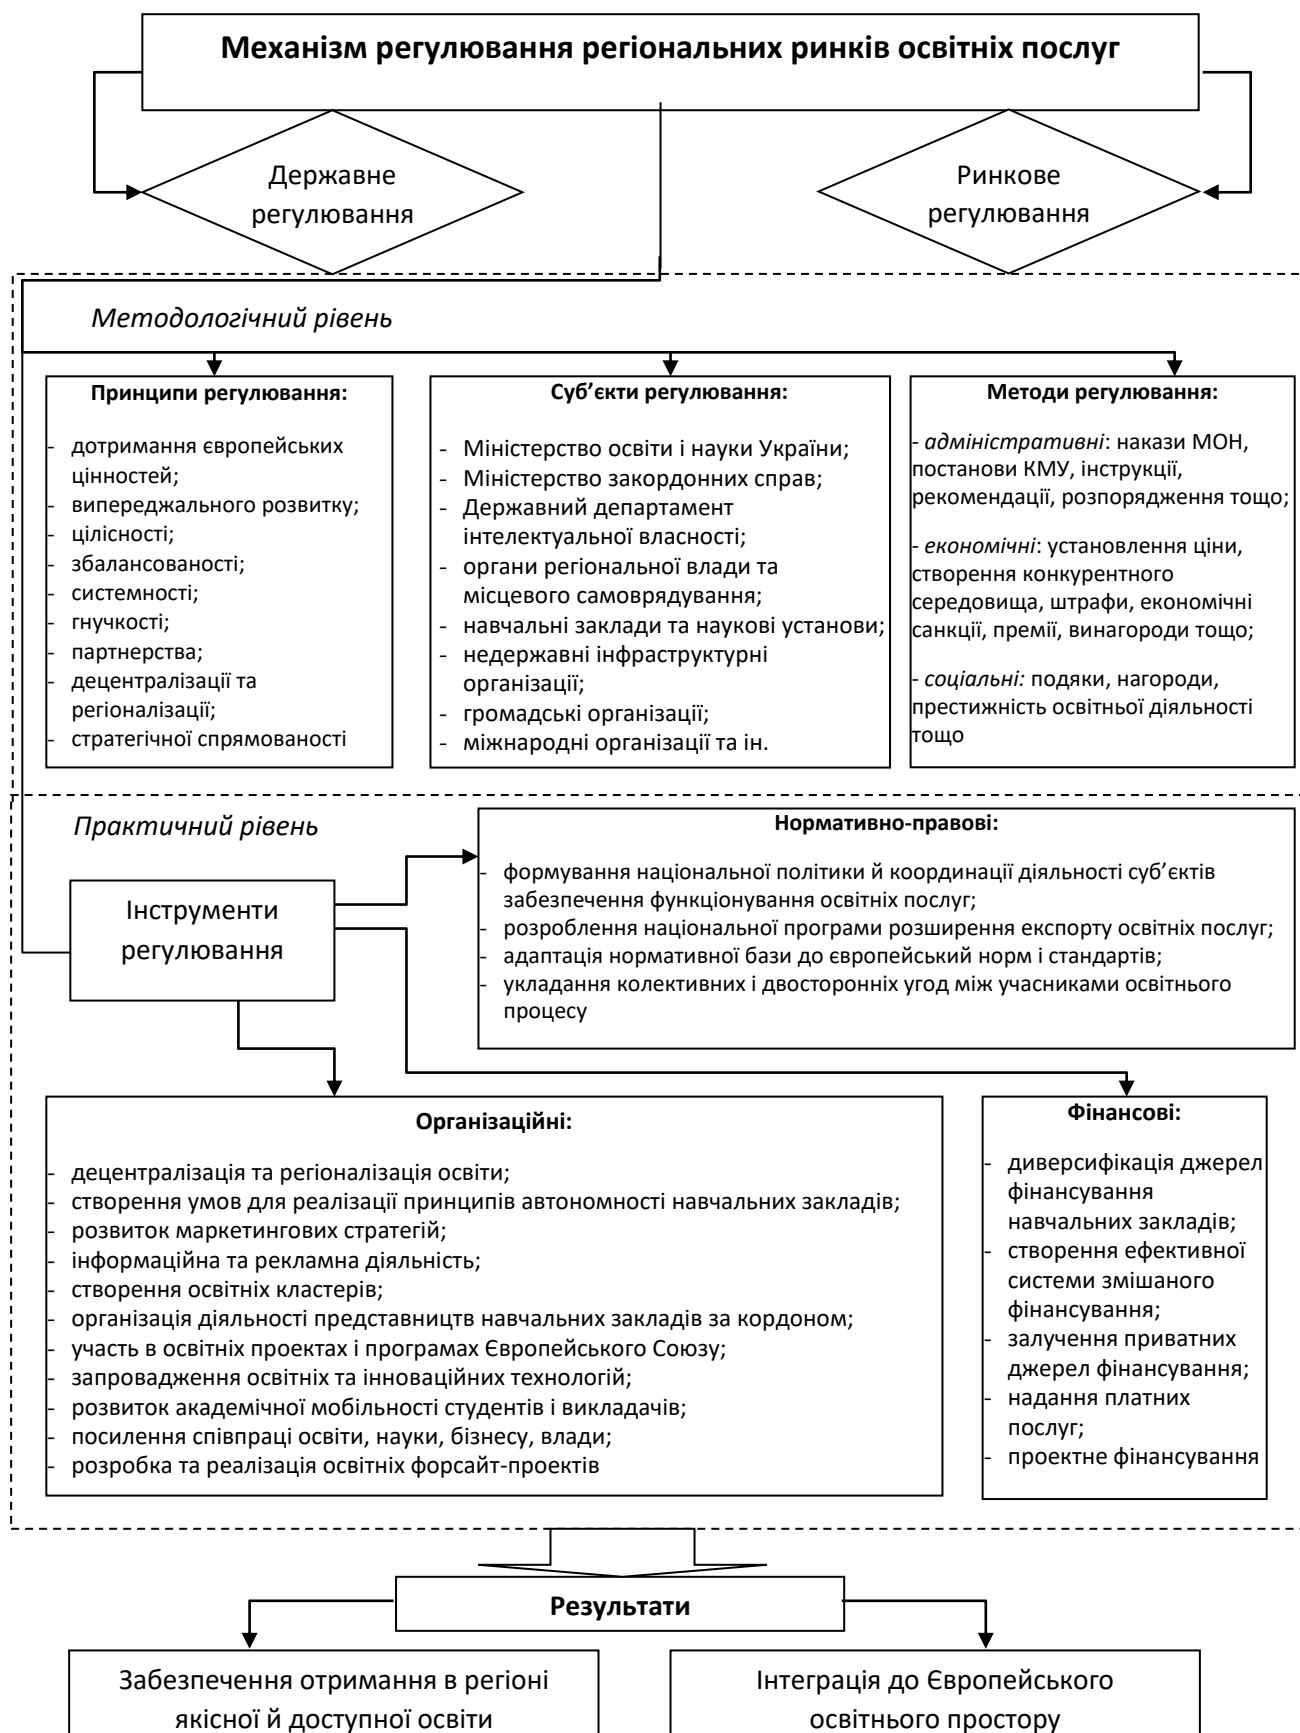 Механізм регулювання регіональних ринків освітніх послуг
Державне
регулювання
Ринкове
регулювання
Методологічний рівень
Принципи регулювання:
- дотримання європейських
цінностей;
- випереджального розвитку;
- цілісності;
- збалансованості;
- системності;
- гнучкості;
- партнерства;
- децентралізації та
регіоналізації;
- стратегічної спрямованості
Суб’єкти регулювання:
- Міністерство освіти і науки України;
- Міністерство закордонних справ;
- Державний департамент
інтелектуальної власності;
- органи регіональної влади та
місцевого самоврядування;
- навчальні заклади та наукові установи;
- недержавні інфраструктурні
організації;
- громадські організації;
- міжнародні організації та ін.
Методи регулювання:
- адміністративні: накази МОН,
постанови КМУ, інструкції,
рекомендації, розпорядження тощо;
- економічні: установлення ціни,
створення конкурентного
середовища, штрафи, економічні
санкції, премії, винагороди тощо;
- соціальні: подяки, нагороди,
престижність освітньої діяльності
тощо
Практичний рівень
Інструменти
регулювання
Нормативно-правові:
- формування національної політики й координації діяльності суб’єктів
забезпечення функціонування освітніх послуг;
- розроблення національної програми розширення експорту освітніх послуг;
- адаптація нормативної бази до європейський норм і стандартів;
- укладання колективних і двосторонніх угод між учасниками освітнього
процесу
Організаційні:
- децентралізація та регіоналізація освіти;
- створення умов для реалізації принципів автономності навчальних закладів;
- розвиток маркетингових стратегій;
- інформаційна та рекламна діяльність;
- створення освітніх кластерів;
- організація діяльності представництв навчальних закладів за кордоном;
- участь в освітніх проектах і програмах Європейського Союзу;
- запровадження освітніх та інноваційних технологій;
- розвиток академічної мобільності студентів і викладачів;
- посилення співпраці освіти, науки, бізнесу, влади;
- розробка та реалізація освітніх форсайт-проектів
Фінансові:
- диверсифікація джерел
фінансування
навчальних закладів;
- створення ефективної
системи змішаного
фінансування;
- залучення приватних
джерел фінансування;
- надання платних
послуг;
- проектне фінансування
Результати
Забезпечення отримання в регіоні
якісної й доступної освіти
Інтеграція до Європейського
освітнього простору